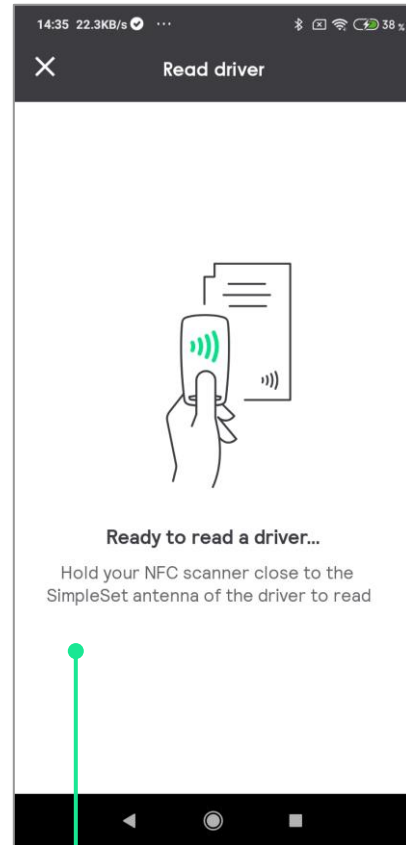 14:35 22.3KB/s ... 38 %
Read driver
Ready to read a driver...
Hold your NFC scanner close to the
SimpleSet antenna of the driver to read